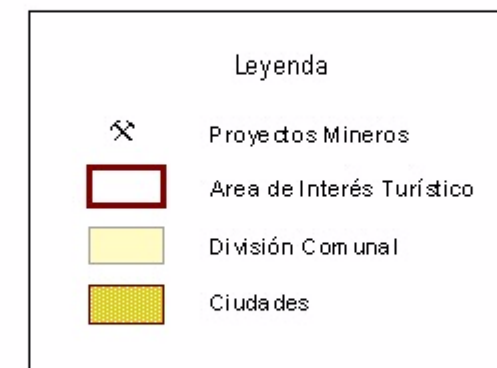 Leyenda
Proyectos Mineros
Area de Interés Turístico
División Comunal
Ciudades